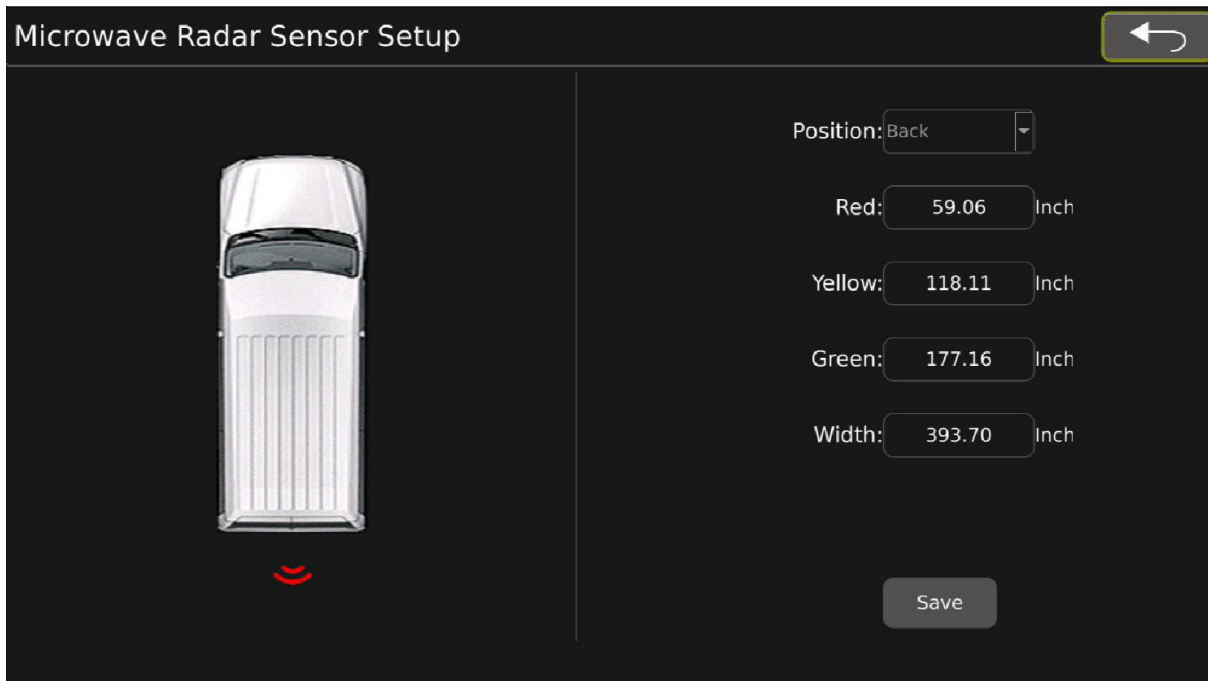 Microwave Radar Sensor Setup
Position: Back
Red: 59.06 Inch
Yellow: 118.11 Inch
Green: 177.16 Inch
Width: 393.70 Inch
Save